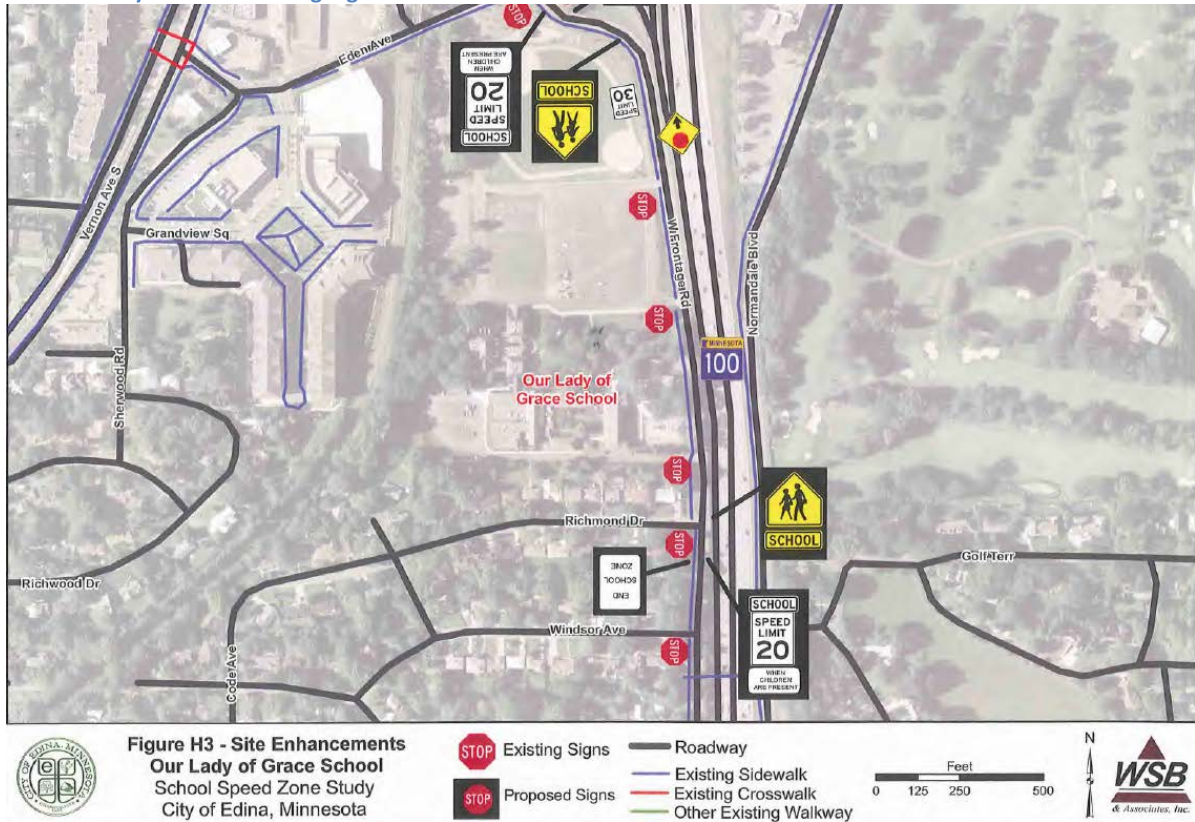 STOP
Eden Ave
WHEN
CHILDREN
ARE PRESENT
SPEED
LIMIT
20
SCHOOL
SCHOOL
SPEED
LIMIT
30
STOP
Vernon Ave S
Grandview Sq
W Frontage Rd
Normandale Blvd
STOP
MINNESOTA
100
Sherwood Rd
Our Lady of
Grace School
STOP
SCHOOL
Richmond Dr
STOP
END
SCHOOL
ZONE
Golf Terr
Richwood Dr
SCHOOL
SPEED
LIMIT
20
WHEN
CHILDREN
ARE PRESENT
Windsor Ave
STOP
Code Ave
CITY OF EDINA, MINNESOTA
Figure H3 - Site Enhancements
Our Lady of Grace School
School Speed Zone Study
City of Edina, Minnesota
STOP Existing Signs
STOP Proposed Signs
Roadway
Existing Sidewalk
Existing Crosswalk
Other Existing Walkway
Feet
0 125 250 500
N
WSB
& Associates, Inc.